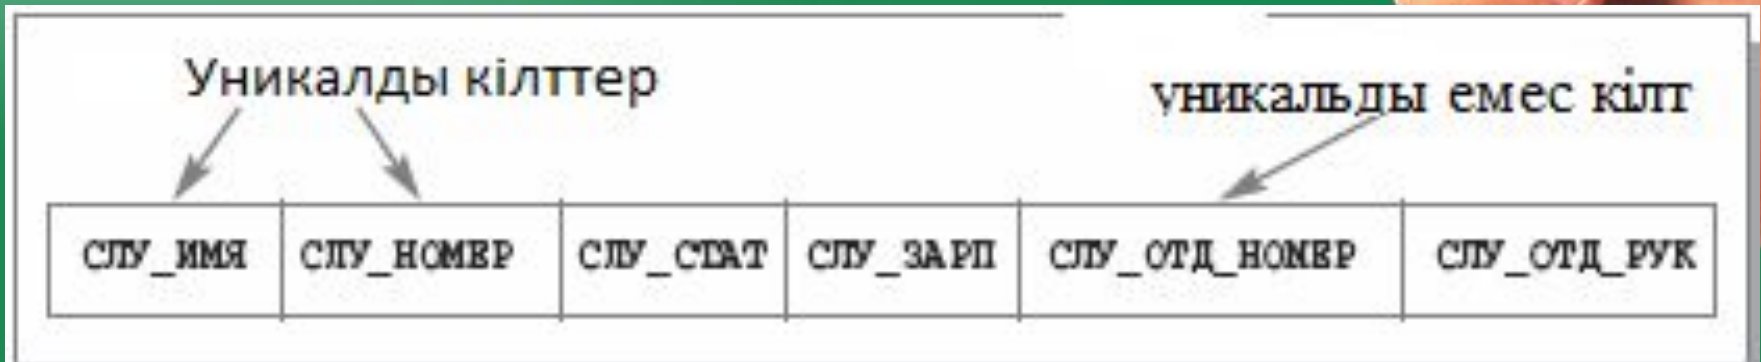 Уникалды кілттер
уникальды емес кілт
СЛУ_ИМЯ СЛУ_НОМЕР СЛУ_СТАТ СЛУ_ЗАРП СЛУ_ОТД_НОМЕР СЛУ_ОТД_РУК